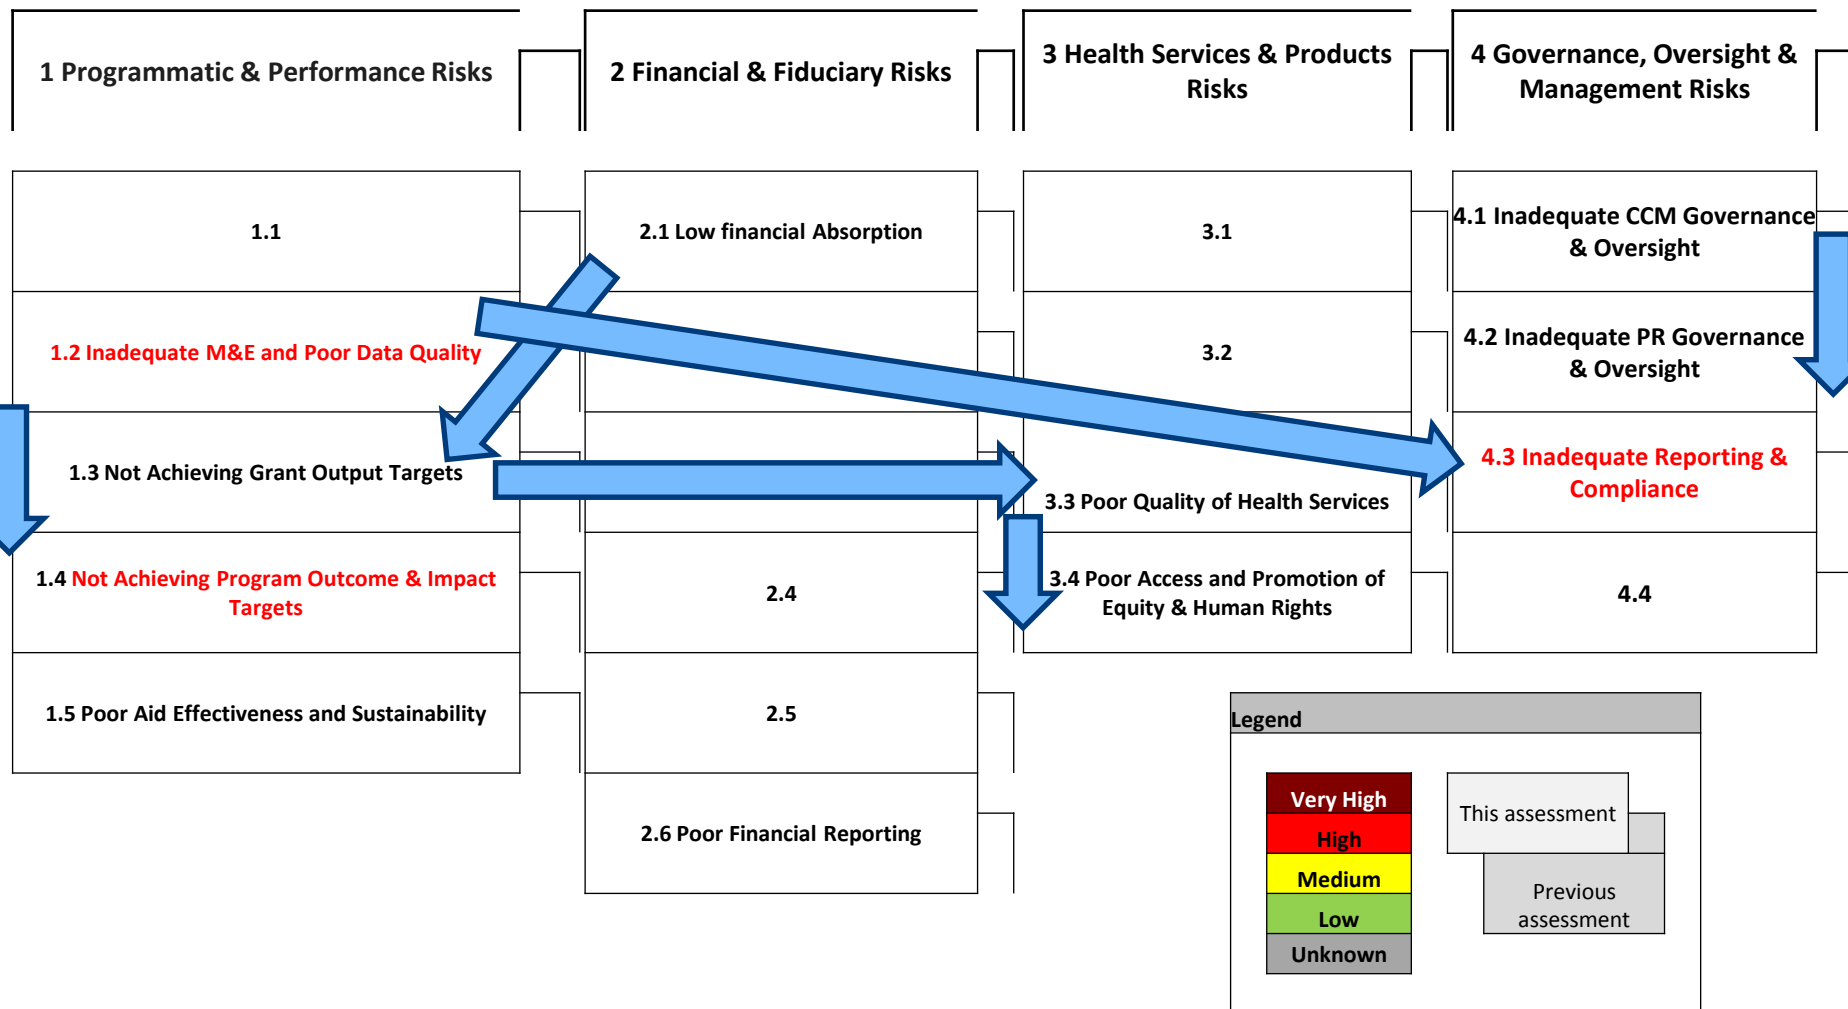 1 Programmatic & Performance Risks
2 Financial & Fiduciary Risks
3 Health Services & Products
Risks
4 Governance, Oversight &
Management Risks
1.1
1.2 Inadequate M&E and Poor Data Quality
1.3 Not Achieving Grant Output Targets
1.4 Not Achieving Program Outcome & Impact
Targets
1.5 Poor Aid Effectiveness and Sustainability
2.1 Low financial Absorption
2.4
2.5
2.6 Poor Financial Reporting
3.1
3.2
3.3 Poor Quality of Health Services
3.4 Poor Access and Promotion of
Equity & Human Rights
4.1 Inadequate CCM Governance
& Oversight
4.2 Inadequate PR Governance
& Oversight
4.3 Inadequate Reporting &
Compliance
4.4
Legend
Very High
High
Medium
Low
Unknown
This assessment
Previous
assessment